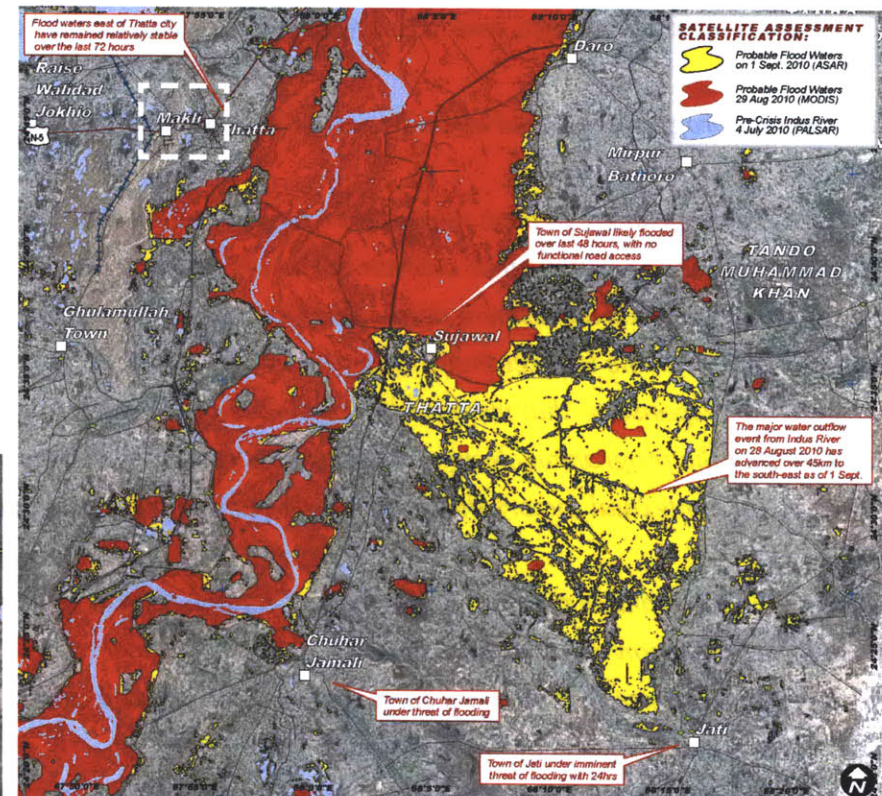 Flood waters east of Thatta city
have remained relatively stable
over the last 72 hours
SATELLITE ASSESSMENT
CLASSIFICATION:
Probable Flood Waters
on 1 Sept. 2010 (ASAR)
Probable Flood Waters
29 Aug 2010 (MODIS)
Pre-Crisis Indus River
4 July 2010 (PALSAR)
Daro
Raise
Walidad
Jokhio
N-5
Makli
Thatta
Mirpur
Bathoro
Town of Sujawal likely flooded
over last 48 hours, with no
functional road access
TANDO
MUHAMMAD
KHAN
Ghulamullah
Town
Sujawal
THATTA
The major water outflow
event from Indus River
on 28 August 2010 has
advanced over 45km to
the south-east as of 1 Sept.
Chuhar
Jamali
Town of Chuhar Jamali
under threat of flooding
Jati
Town of Jati under imminent
threat of flooding with 24hrs
N